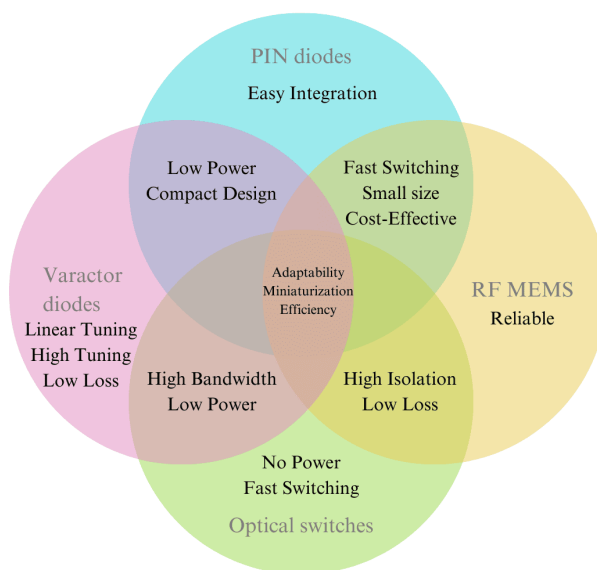 PIN diodes
Easy Integration
Low Power
Compact Design
Fast Switching
Small size
Cost-Effective
Varactor
diodes
Linear Tuning
High Tuning
Low Loss
Adaptability
Miniaturization
Efficiency
RF MEMS
Reliable
High Bandwidth
Low Power
High Isolation
Low Loss
No Power
Fast Switching
Optical switches